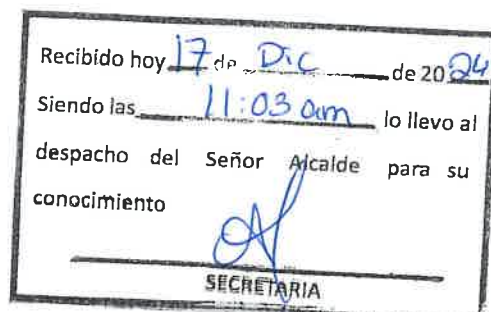 Recibido hoy 17 de Dic de 2024
Siendo las 11:03 am lo llevo al
despacho del Señor Alcalde para su
conocimiento
SECRETARIA